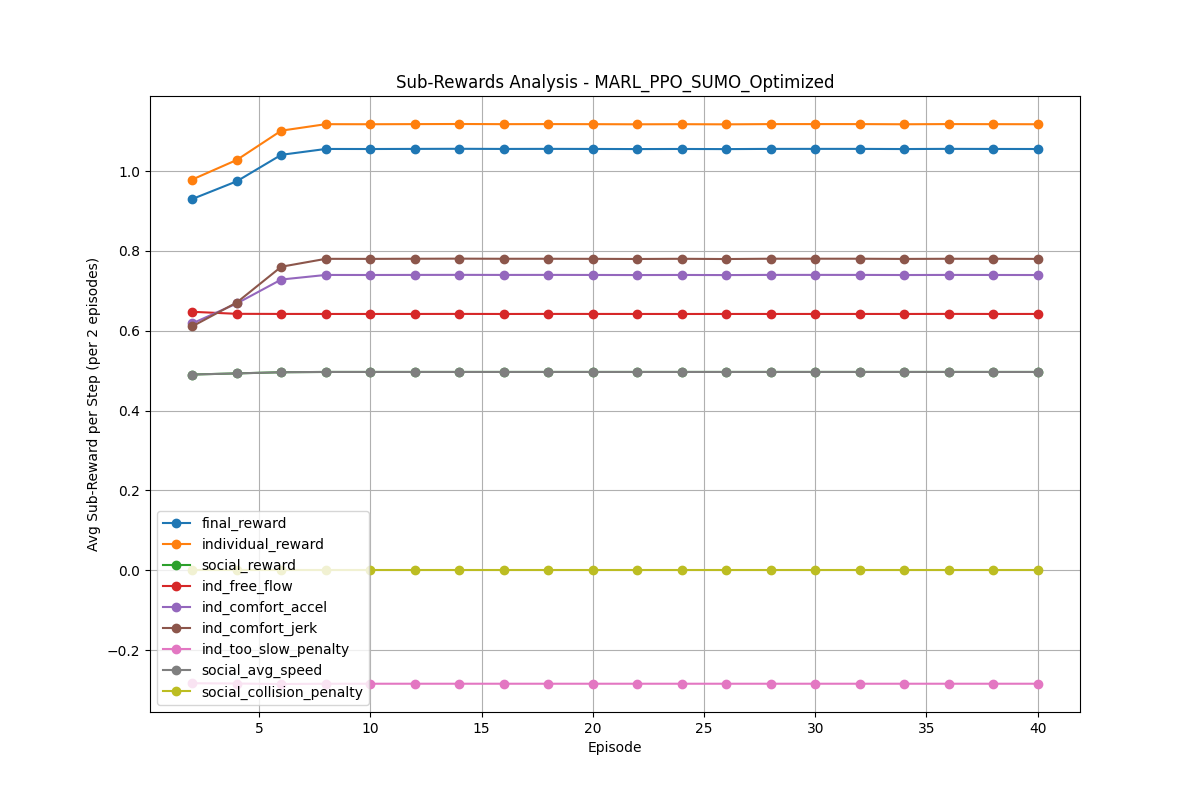 Sub-Rewards Analysis - MARL_PPO_SUMO_Optimized
Avg Sub-Reward per Step (per 2 episodes)
1.0
0.8
0.6
0.4
0.2
0.0
−0.2
final_reward
individual_reward
social_reward
ind_free_flow
ind_comfort_accel
ind_comfort_jerk
ind_too_slow_penalty
social_avg_speed
social_collision_penalty
5 10 15 20 25 30 35 40
Episode